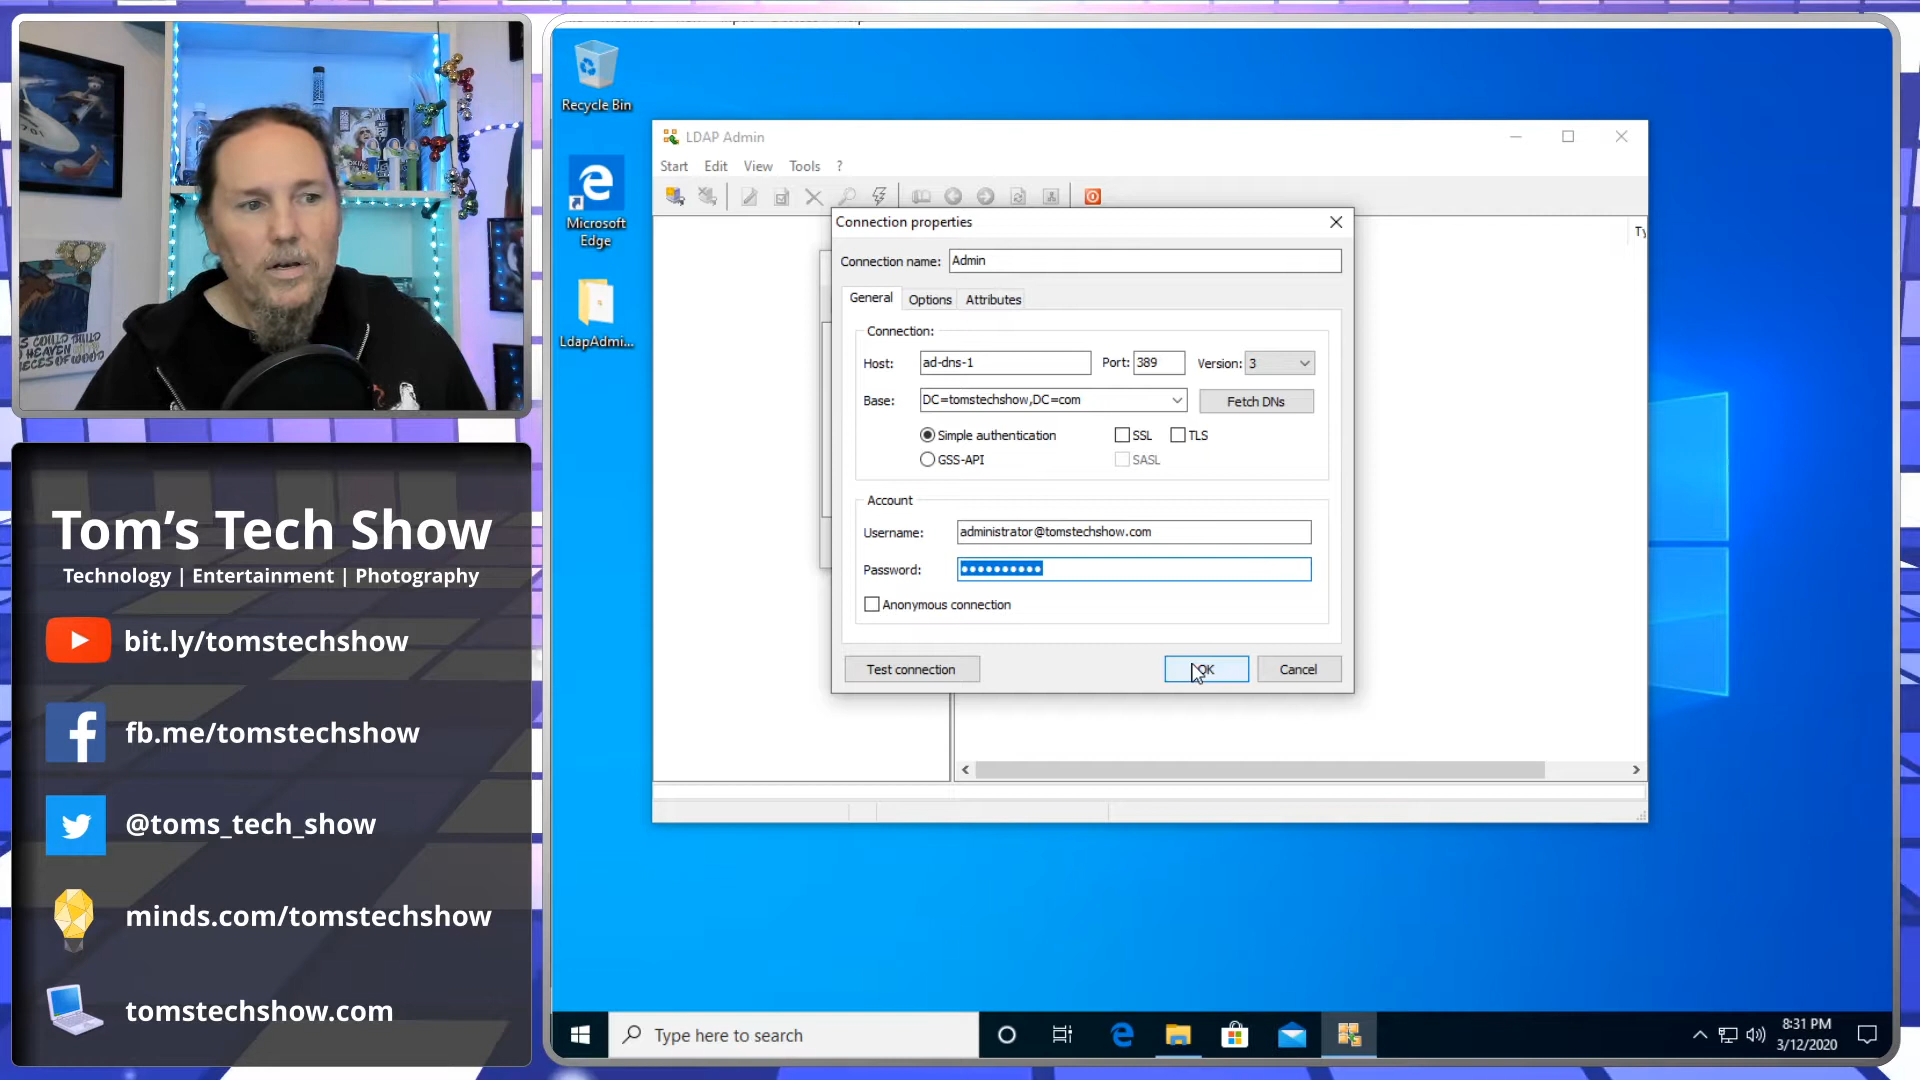 Recycle Bin
Microsoft
Edge
LdapAdmi...
LDAP Admin
Start Edit View Tools ?
Connection properties
Connection name: Admin
General Options Attributes
Connection:
Host: ad-dns-1 Port: 389 Version: 3
Base: DC=tomstechshow,DC=com Fetch DNs
Simple authentication SSL TLS
GSS-API SASL
Account
Username: administrator@tomstechshow.com
Password: ●●●●●●●●●●
Anonymous connection
Test connection OK Cancel
Tom's Tech Show
Technology | Entertainment | Photography
bit.ly/tomstechshow
fb.me/tomstechshow
@toms_tech_show
minds.com/tomstechshow
tomstechshow.com
Type here to search
8:31 PM
3/12/2020